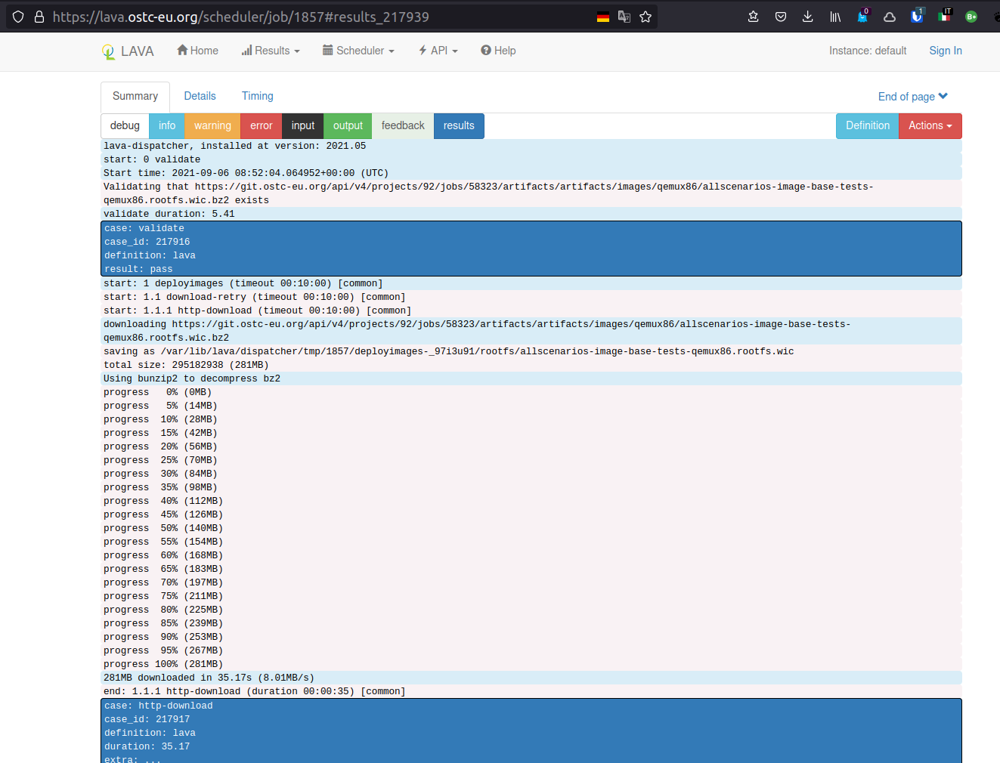 https://lava.ostc-eu.org/scheduler/job/1857#results_217939
0
1
IT
B+
LAVA
Home
Results
Scheduler
API
Help
Instance: default
Sign In
Summary
Details
Timing
End of page
debug
info
warning
error
input
output
feedback
results
Definition
Actions
lava-dispatcher, installed at version: 2021.05
start: 0 validate
Start time: 2021-09-06 08:52:04.064952+00:00 (UTC)
Validating that https://git.ostc-eu.org/api/v4/projects/92/jobs/58323/artifacts/artifacts/images/qemux86/allscenarios-image-base-tests-
qemux86.rootfs.wic.bz2 exists
validate duration: 5.41
case: validate
case_id: 217916
definition: lava
result: pass
start: 1 deployimages (timeout 00:10:00) [common]
start: 1.1 download-retry (timeout 00:10:00) [common]
start: 1.1.1 http-download (timeout 00:10:00) [common]
downloading https://git.ostc-eu.org/api/v4/projects/92/jobs/58323/artifacts/artifacts/images/qemux86/allscenarios-image-base-tests-
qemux86.rootfs.wic.bz2
saving as /var/lib/lava/dispatcher/tmp/1857/deployimages-_97i3u91/rootfs/allscenarios-image-base-tests-qemux86.rootfs.wic
total size: 295182938 (281MB)
Using bunzip2 to decompress bz2
progress   0% (0MB)
progress   5% (14MB)
progress  10% (28MB)
progress  15% (42MB)
progress  20% (56MB)
progress  25% (70MB)
progress  30% (84MB)
progress  35% (98MB)
progress  40% (112MB)
progress  45% (126MB)
progress  50% (140MB)
progress  55% (154MB)
progress  60% (168MB)
progress  65% (183MB)
progress  70% (197MB)
progress  75% (211MB)
progress  80% (225MB)
progress  85% (239MB)
progress  90% (253MB)
progress  95% (267MB)
progress 100% (281MB)
281MB downloaded in 35.17s (8.01MB/s)
end: 1.1.1 http-download (duration 00:00:35) [common]
case: http-download
case_id: 217917
definition: lava
duration: 35.17
extra: ...